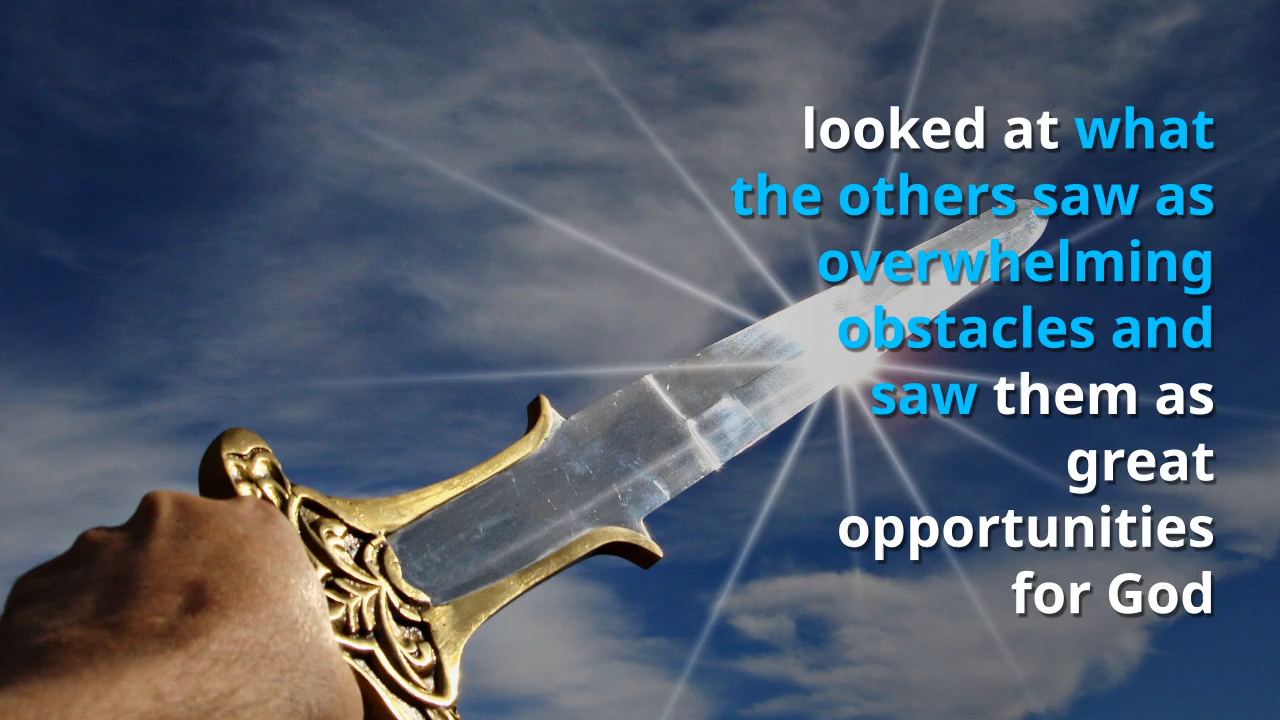 looked at what
the others saw as
overwhelming
obstacles and
saw them as
great
opportunities
for God